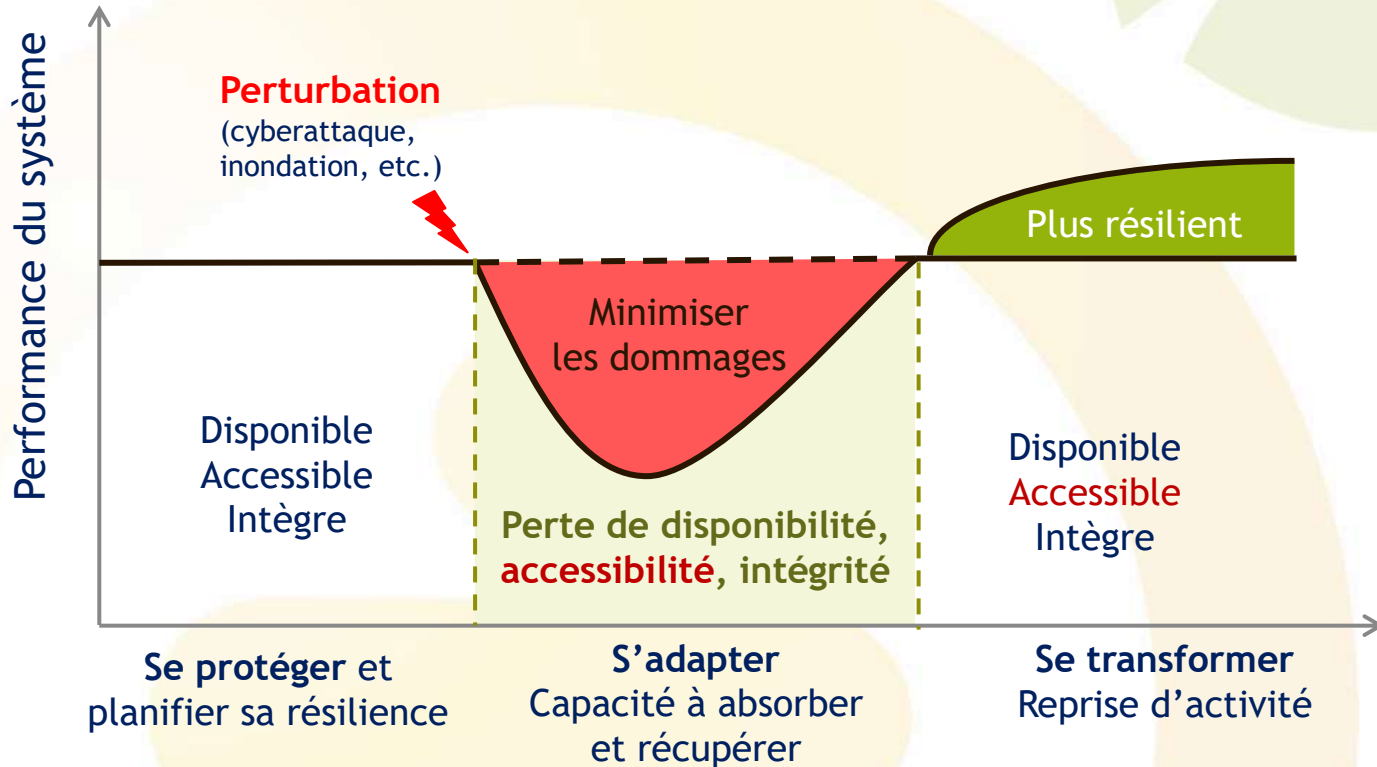 Performance du système
Perturbation
(cyberattaque,
inondation, etc.)
Plus résilient
Minimiser
les dommages
Disponible
Accessible
Intègre
Perte de disponibilité,
accessibilité, intégrité
Disponible
Accessible
Intègre
Se protéger et
planifier sa résilience
S’adapter
Capacité à absorber
et récupérer
Se transformer
Reprise d’activité